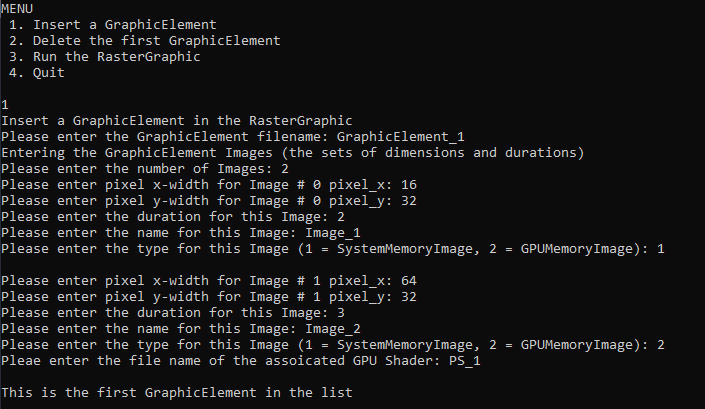 MENU
1. Insert a GraphicElement
2. Delete the first GraphicElement
3. Run the RasterGraphic
4. Quit
1
Insert a GraphicElement in the RasterGraphic
Please enter the GraphicElement filename: GraphicElement_1
Entering the GraphicElement Images (the sets of dimensions and durations)
Please enter the number of Images: 2
Please enter pixel x-width for Image # 0 pixel_x: 16
Please enter pixel y-width for Image # 0 pixel_y: 32
Please enter the duration for this Image: 2
Please enter the name for this Image: Image_1
Please enter the type for this Image (1 = SystemMemoryImage, 2 = GPUMemoryImage): 1
Please enter pixel x-width for Image # 1 pixel_x: 64
Please enter pixel y-width for Image # 1 pixel_y: 32
Please enter the duration for this Image: 3
Please enter the name for this Image: Image_2
Please enter the type for this Image (1 = SystemMemoryImage, 2 = GPUMemoryImage): 2
Pleae enter the file name of the assoicated GPU Shader: PS_1
This is the first GraphicElement in the list